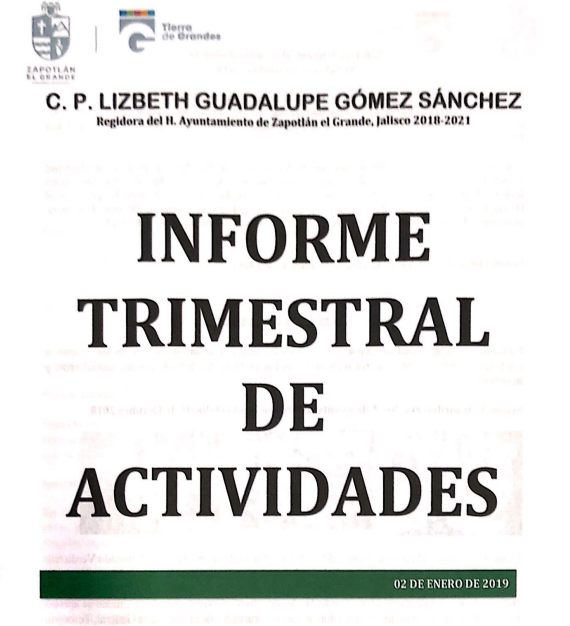 ZAPOTLÁN
EL GRANDE
Tierra
de Grandes
C. P. LIZBETH GUADALUPE GÓMEZ SÁNCHEZ
Regidora del H. Ayuntamiento de Zapotlán el Grande, Jalisco 2018-2021
INFORME
TRIMESTRAL
DE
ACTIVIDADES
02 DE ENERO DE 2019